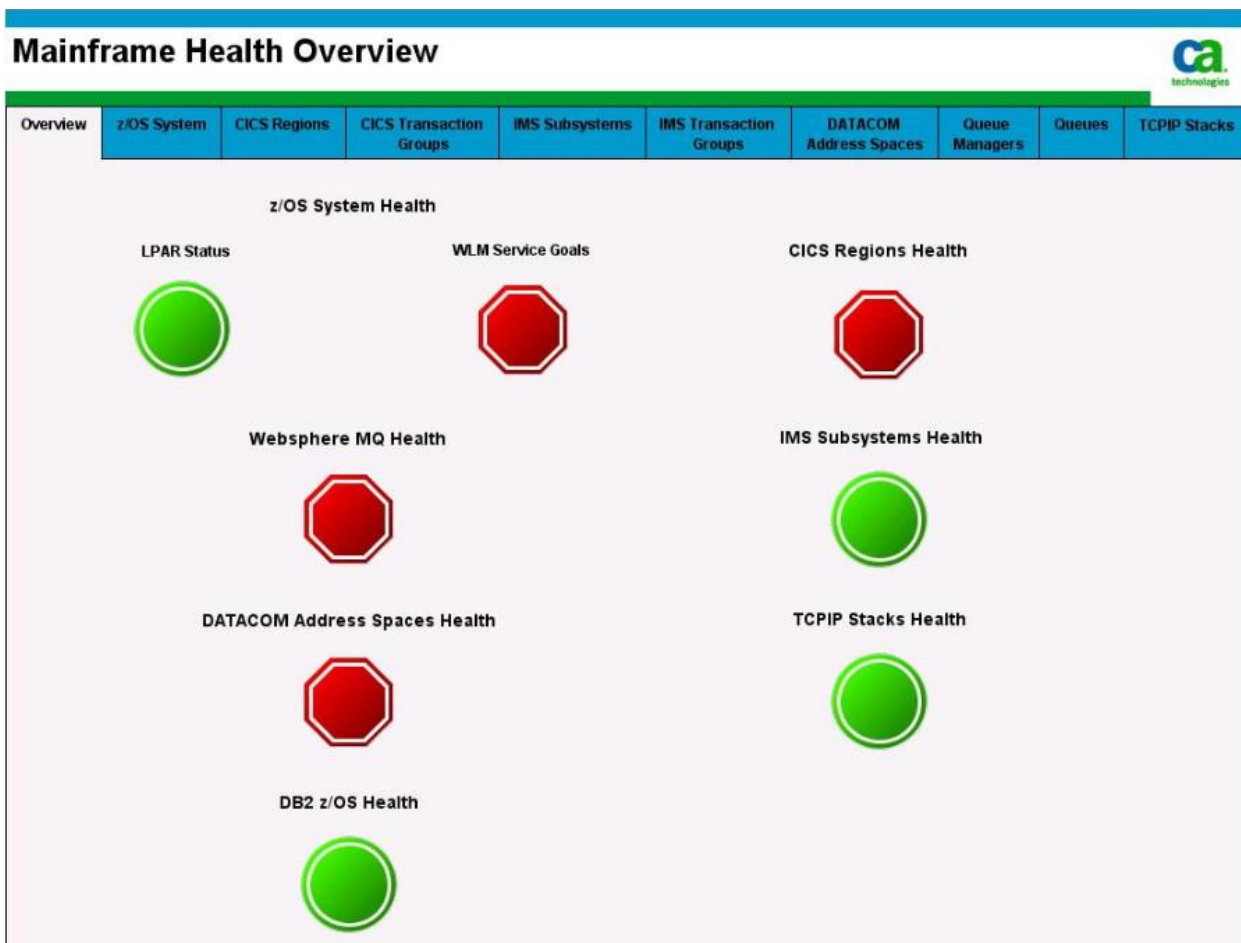 Mainframe Health Overview
ca
technologies
Overview
z/OS System
CICS Regions
CICS Transaction
Groups
IMS Subsystems
IMS Transaction
Groups
DATACOM
Address Spaces
Queue
Managers
Queues
TCPIP Stacks
z/OS System Health
LPAR Status
WLM Service Goals
CICS Regions Health
Websphere MQ Health
IMS Subsystems Health
DATACOM Address Spaces Health
TCPIP Stacks Health
DB2 z/OS Health